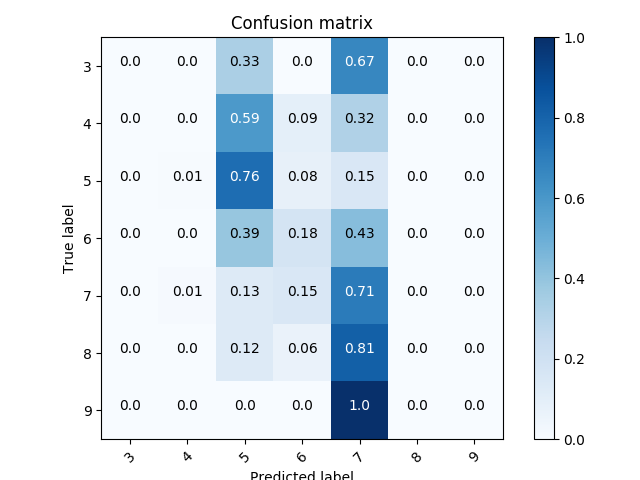 Confusion matrix
3 0.0 0.0 0.33 0.0 0.67 0.0 0.0
4 0.0 0.0 0.59 0.09 0.32 0.0 0.0
5 0.0 0.01 0.76 0.08 0.15 0.0 0.0
6 0.0 0.0 0.39 0.18 0.43 0.0 0.0
7 0.0 0.01 0.13 0.15 0.71 0.0 0.0
8 0.0 0.0 0.12 0.06 0.81 0.0 0.0
9 0.0 0.0 0.0 0.0 1.0 0.0 0.0
3 4 5 6 7 8 9
True label
Predicted label
1.0
0.8
0.6
0.4
0.2
0.0